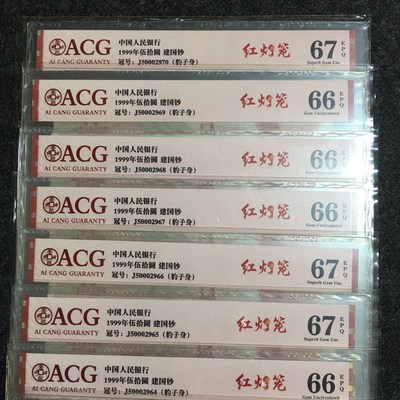 ACG
AI CANG GUARANTY
中国人民银行
1999年伍拾圆 建国钞
冠号：J50002970（豹子身）
红灯笼
67 EPQ
Superb Gem Unc
ACG
AI CANG GUARANTY
中国人民银行
1999年伍拾圆 建国钞
冠号：J50002969（豹子身）
红灯笼
66 EPQ
Gem Uncirculated
ACG
AI CANG GUARANTY
中国人民银行
1999年伍拾圆 建国钞
冠号：J50002968（豹子身）
红灯笼
66 EPQ
Gem Uncirculated
ACG
AI CANG GUARANTY
中国人民银行
1999年伍拾圆 建国钞
冠号：J50002967（豹子身）
红灯笼
66 EPQ
Gem Uncirculated
ACG
AI CANG GUARANTY
中国人民银行
1999年伍拾圆 建国钞
冠号：J50002966（豹子身）
红灯笼
67 EPQ
Superb Gem Unc
ACG
AI CANG GUARANTY
中国人民银行
1999年伍拾圆 建国钞
冠号：J50002965（豹子身）
红灯笼
67 EPQ
Superb Gem Unc
ACG
AI CANG GUARANTY
中国人民银行
1999年伍拾圆 建国钞
冠号：J50002964（豹子身）
红灯笼
66 EPQ
Gem Uncirculated